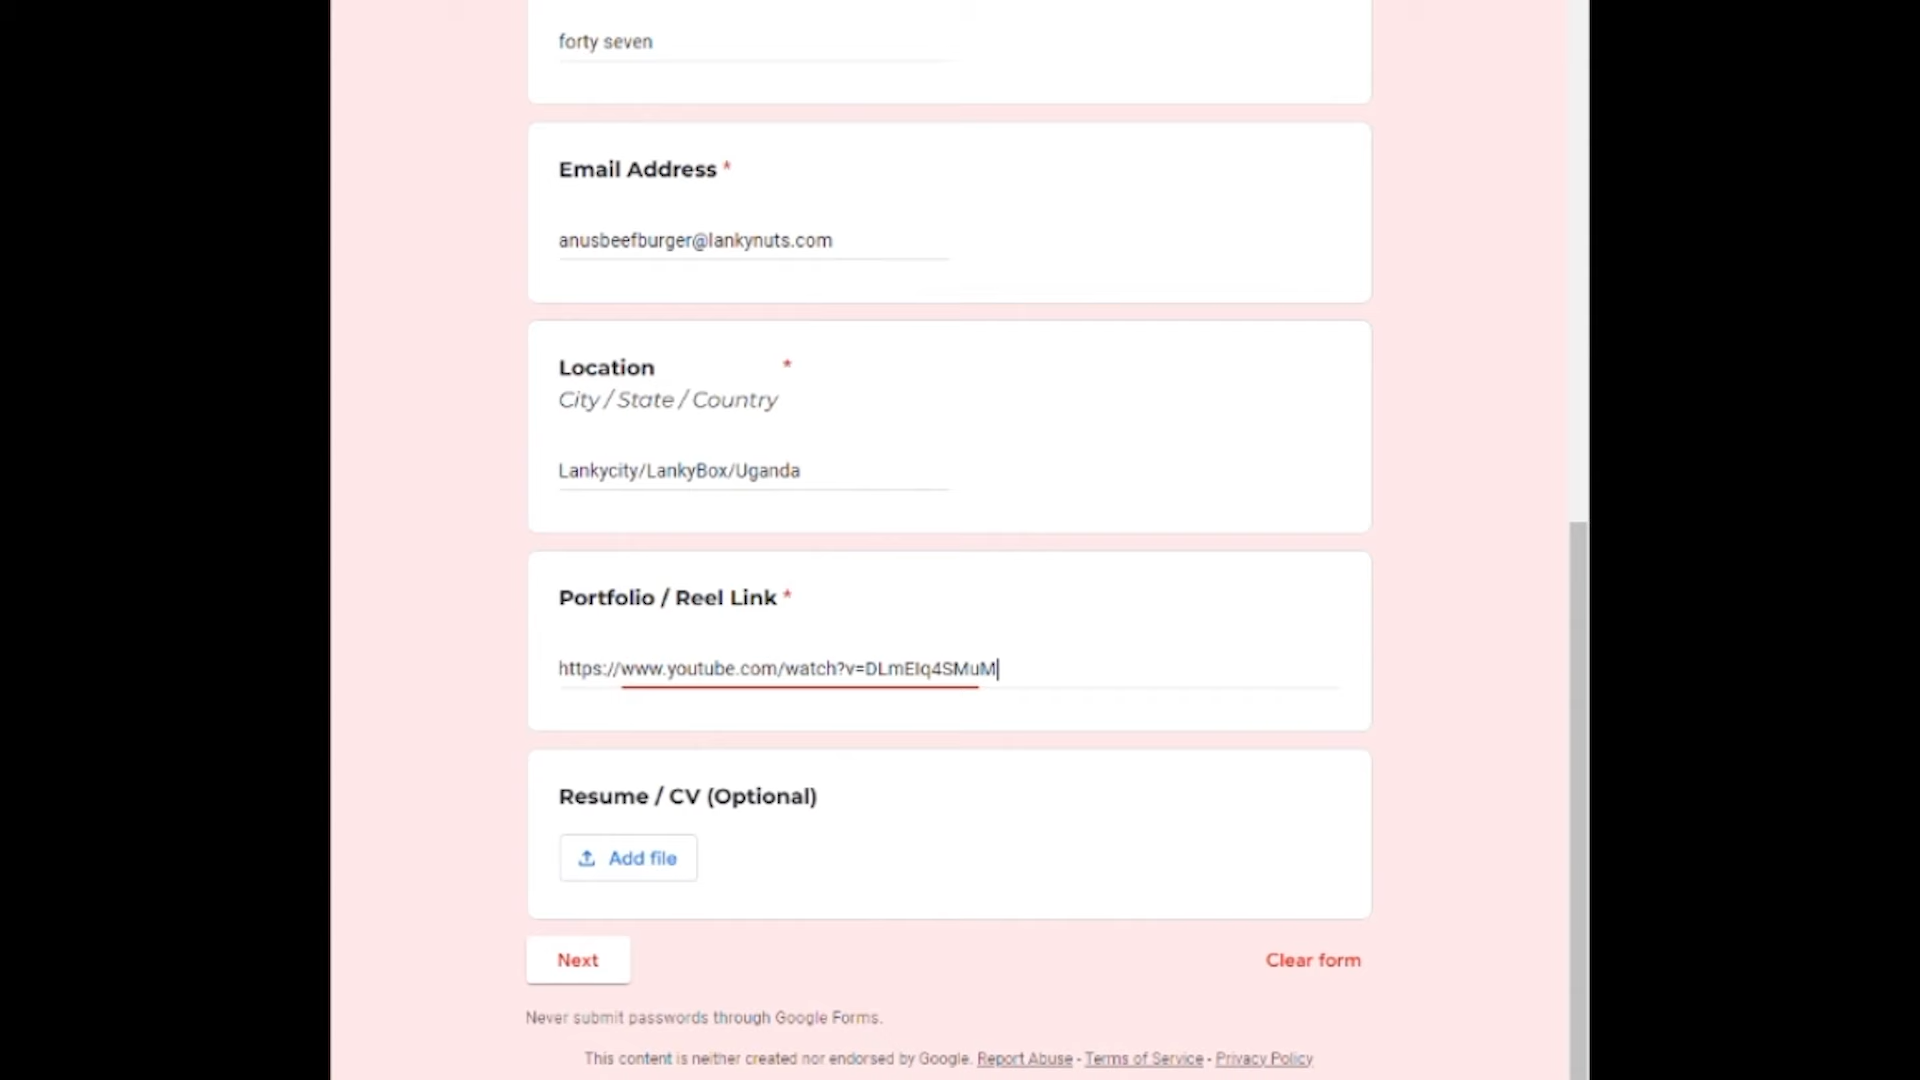 forty seven
Email Address *
anusbeefburger@lankynuts.com
Location *
City / State / Country
Lankycity/LankyBox/Uganda
Portfolio / Reel Link *
https://www.youtube.com/watch?v=DLmEIq4SMuM
Resume / CV (Optional)
Add file
Next
Clear form
Never submit passwords through Google Forms.
This content is neither created nor endorsed by Google. Report Abuse - Terms of Service - Privacy Policy